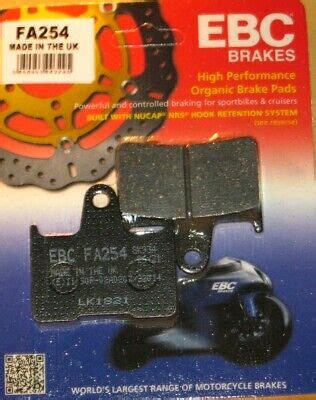 FA254
MADE IN THE UK
EBC
BRAKES
High Performance
Organic Brake Pads
Powerful and controlled braking for sportbikes & cruisers
BUILT WITH NUCAP NRS HOOK RETENTION SYSTEM
(see reverse)
EBC FA254
MADE IN THE UK
LK1921
EBC
BRAKES
WORLD'S LARGEST RANGE OF MOTORCYCLE BRAKES